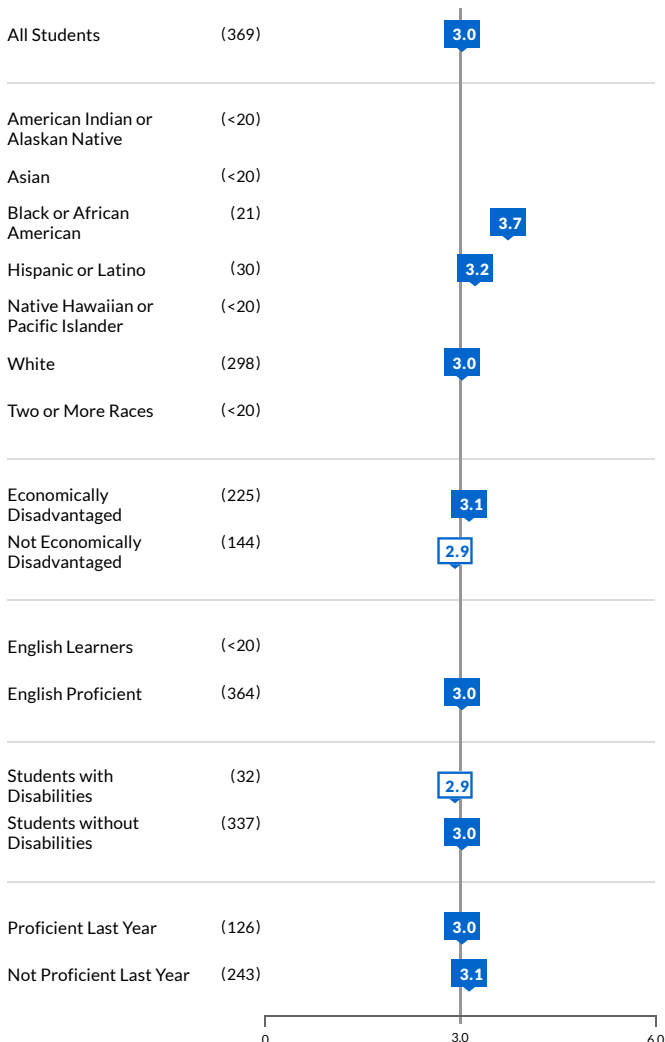 All Students (369) 3.0
American Indian or (<20)
Alaskan Native
Asian (<20)
Black or African (21) 3.7
American
Hispanic or Latino (30) 3.2
Native Hawaiian or (<20)
Pacific Islander
White (298) 3.0
Two or More Races (<20)
Economically (225) 3.1
Disadvantaged
Not Economically (144) 2.9
Disadvantaged
English Learners (<20)
English Proficient (364) 3.0
Students with (32) 2.9
Disabilities
Students without (337) 3.0
Disabilities
Proficient Last Year (126) 3.0
Not Proficient Last Year (243) 3.1
0 3.0 6.0